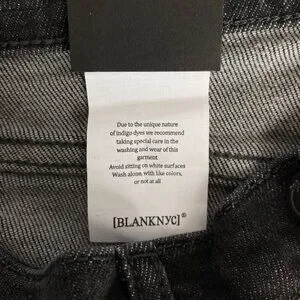 Due to the unique nature
of indigo dyes we recommend
taking special care in the
washing and wear of this
garment
Avoid sitting on white surfaces
Wash alone, with like colors,
or not at all
[BLANKNYC]®